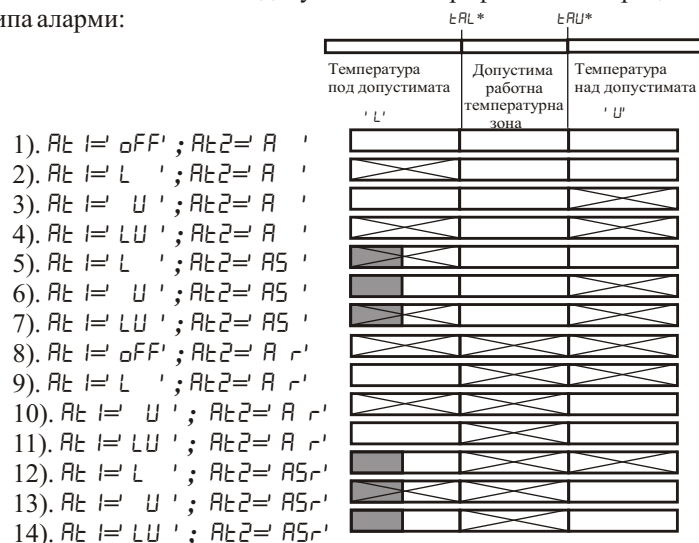 типа аларми:
tAL* tAU*
Температура под допустимата
'L'
Допустима работна температурна зона
Температура над допустимата
'U'
1). At1='oFF'; At2='A '
2). At1='L '; At2='A '
3). At1=' U'; At2='A '
4). At1='LU'; At2='A '
5). At1='L '; At2='AS '
6). At1=' U'; At2='AS '
7). At1='LU'; At2='AS '
8). At1='oFF'; At2='A r'
9). At1='L '; At2='A r'
10). At1=' U'; At2='A r'
11). At1='LU'; At2='A r'
12). At1='L '; At2='ASr'
13). At1=' U'; At2='ASr'
14). At1='LU'; At2='ASr'